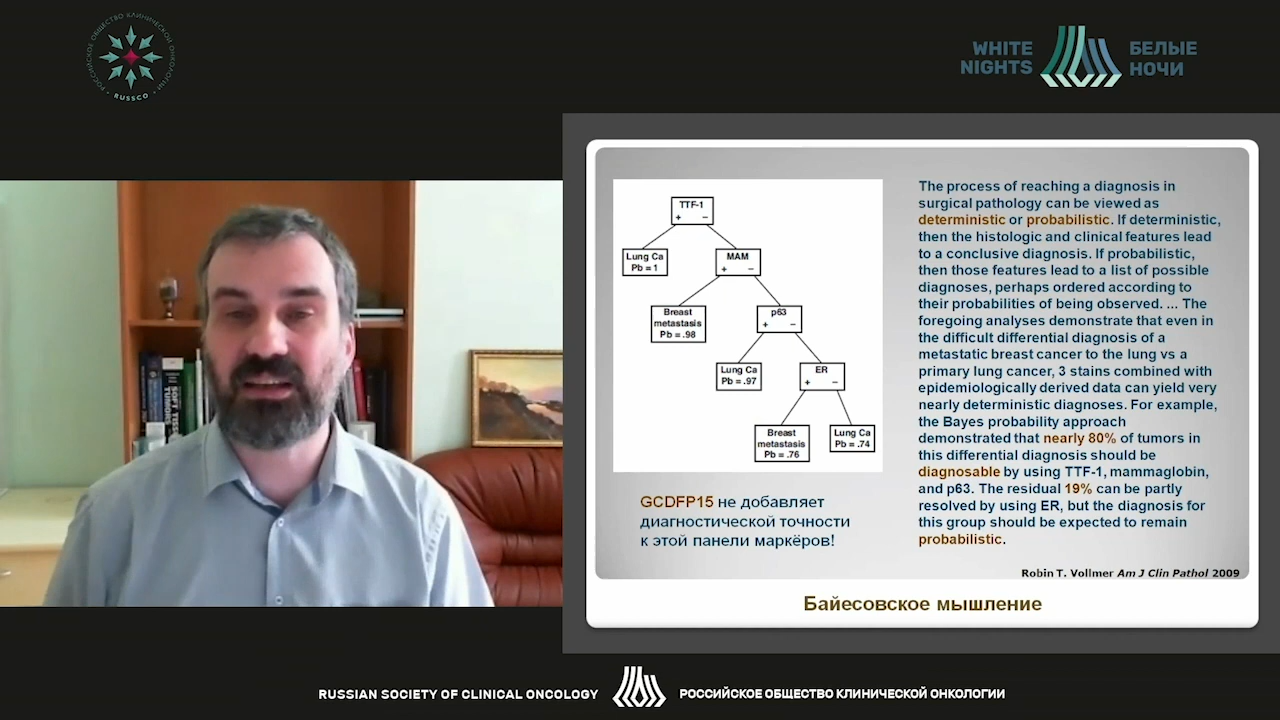 РОССИЙСКОЕ ОБЩЕСТВО КЛИНИЧЕСКОЙ ОНКОЛОГИИ
RUSSCO
WHITE
NIGHTS
БЕЛЫЕ
НОЧИ
SOFT TISSUE
TTF-1
+ –
Lung Ca
Pb = 1
MAM
+ –
Breast
metastasis
Pb = .98
p63
+ –
Lung Ca
Pb = .97
ER
+ –
Breast
metastasis
Pb = .76
Lung Ca
Pb = .74
GCDFP15 не добавляет
диагностической точности
к этой панели маркёров!
The process of reaching a diagnosis in
surgical pathology can be viewed as
deterministic or probabilistic. If deterministic,
then the histologic and clinical features lead
to a conclusive diagnosis. If probabilistic,
then those features lead to a list of possible
diagnoses, perhaps ordered according to
their probabilities of being observed. ... The
foregoing analyses demonstrate that even in
the difficult differential diagnosis of a
metastatic breast cancer to the lung vs a
primary lung cancer, 3 stains combined with
epidemiologically derived data can yield very
nearly deterministic diagnoses. For example,
the Bayes probability approach
demonstrated that nearly 80% of tumors in
this differential diagnosis should be
diagnosable by using TTF-1, mammaglobin,
and p63. The residual 19% can be partly
resolved by using ER, but the diagnosis for
this group should be expected to remain
probabilistic.
Robin T. Vollmer Am J Clin Pathol 2009
Байесовское мышление
RUSSIAN SOCIETY OF CLINICAL ONCOLOGY
РОССИЙСКОЕ ОБЩЕСТВО КЛИНИЧЕСКОЙ ОНКОЛОГИИ